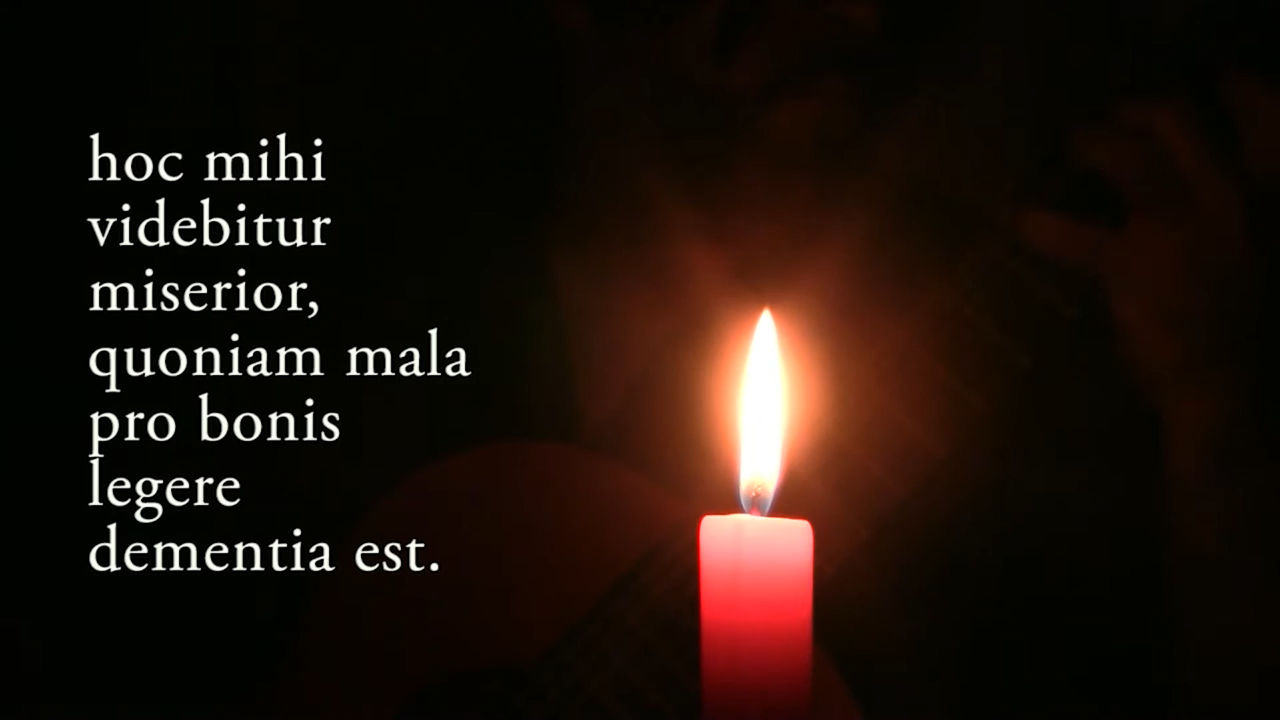 hoc mihi
videbitur
miserior,
quoniam mala
pro bonis
legere
dementia est.